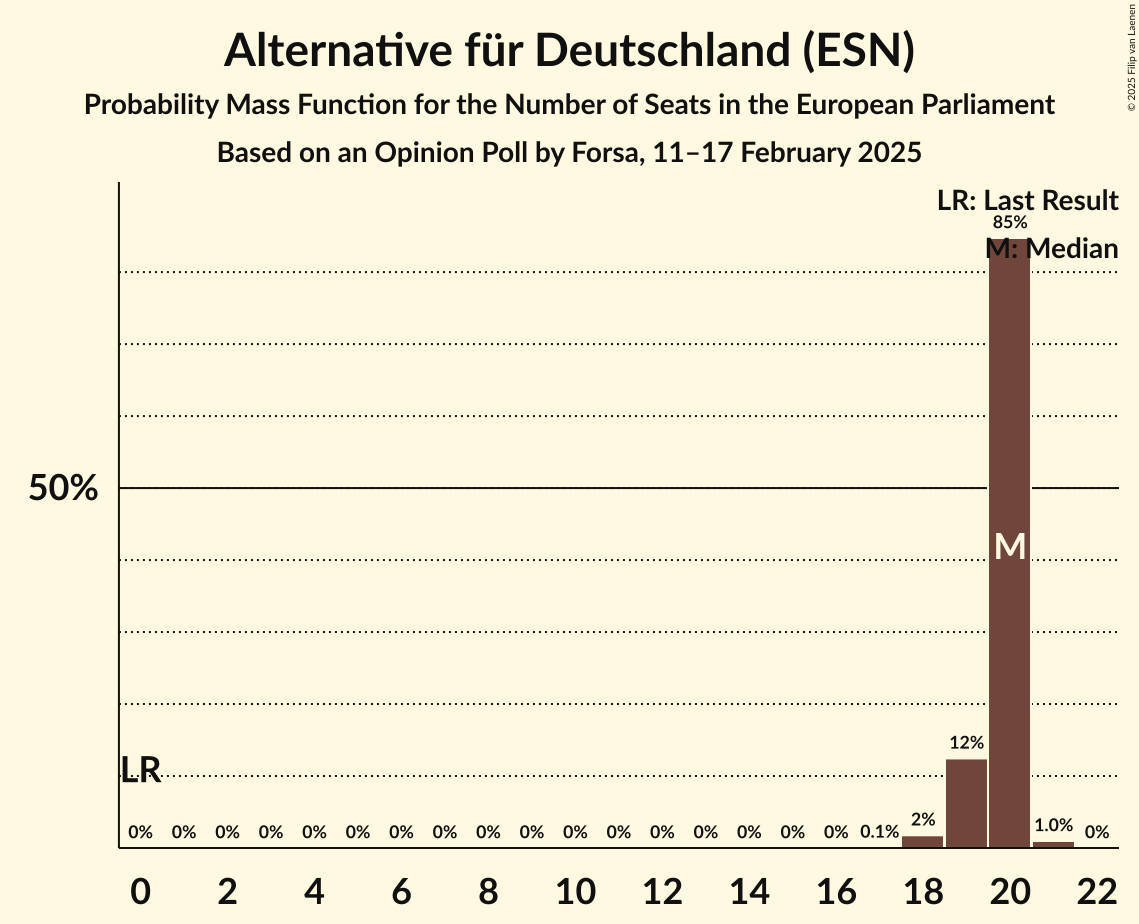 Alternative für Deutschland (ESN)
Probability Mass Function for the Number of Seats in the European Parliament
Based on an Opinion Poll by Forsa, 11–17 February 2025
© 2025 Filip van Laenen
LR: Last Result
85%
M: Median
50%
M
12%
LR
2%
1.0%
0% 0% 0% 0% 0% 0% 0% 0% 0% 0% 0% 0% 0% 0% 0% 0% 0% 0.1% 0%
0 2 4 6 8 10 12 14 16 18 20 22